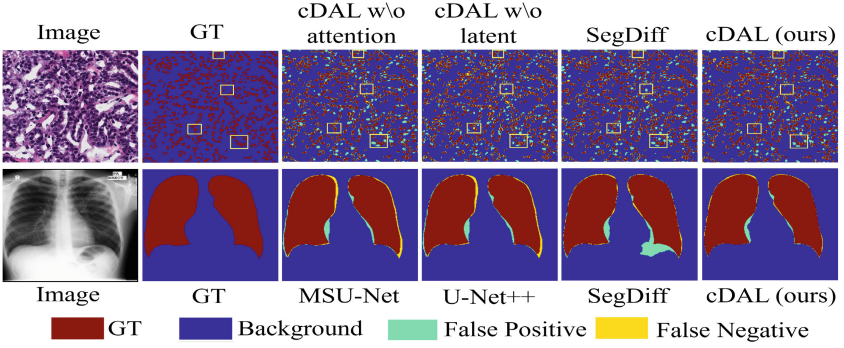 Image GT cDAL w\o attention cDAL w\o latent SegDiff cDAL (ours)
Image GT MSU-Net U-Net++ SegDiff cDAL (ours)
GT Background False Positive False Negative